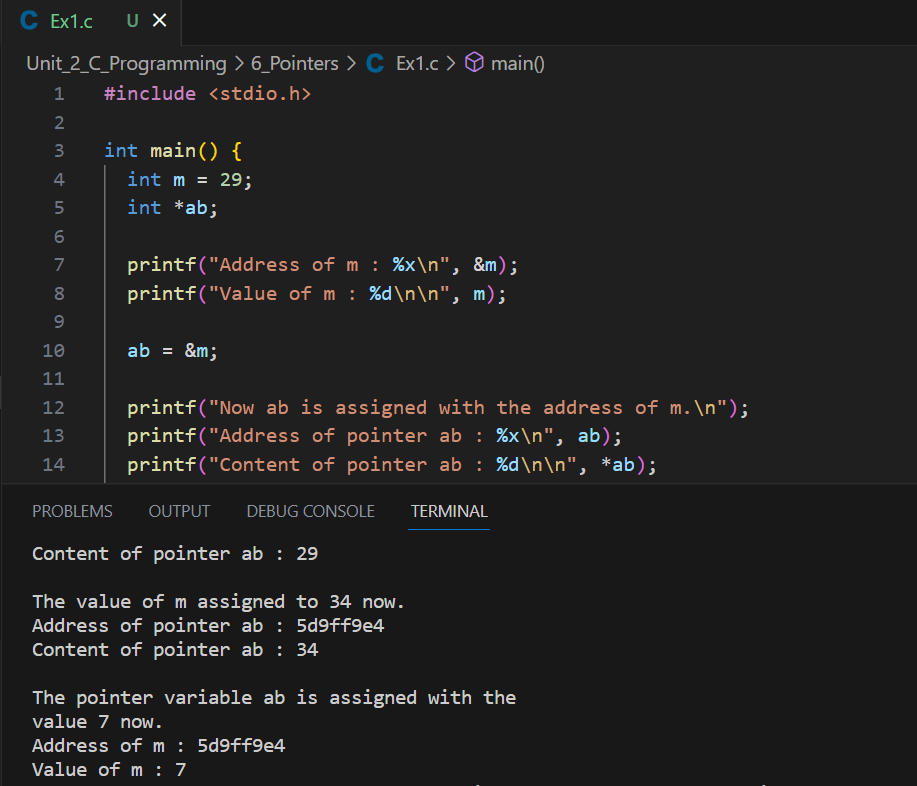 C Ex1.c U ×
Unit_2_C_Programming > 6_Pointers > C Ex1.c > main()
1 #include <stdio.h>
2
3 int main() {
4 int m = 29;
5 int *ab;
6
7 printf("Address of m : %x\n", &m);
8 printf("Value of m : %d\n\n", m);
9
10 ab = &m;
11
12 printf("Now ab is assigned with the address of m.\n");
13 printf("Address of pointer ab : %x\n", ab);
14 printf("Content of pointer ab : %d\n\n", *ab);
PROBLEMS OUTPUT DEBUG CONSOLE TERMINAL
Content of pointer ab : 29
The value of m assigned to 34 now.
Address of pointer ab : 5d9ff9e4
Content of pointer ab : 34
The pointer variable ab is assigned with the
value 7 now.
Address of m : 5d9ff9e4
Value of m : 7